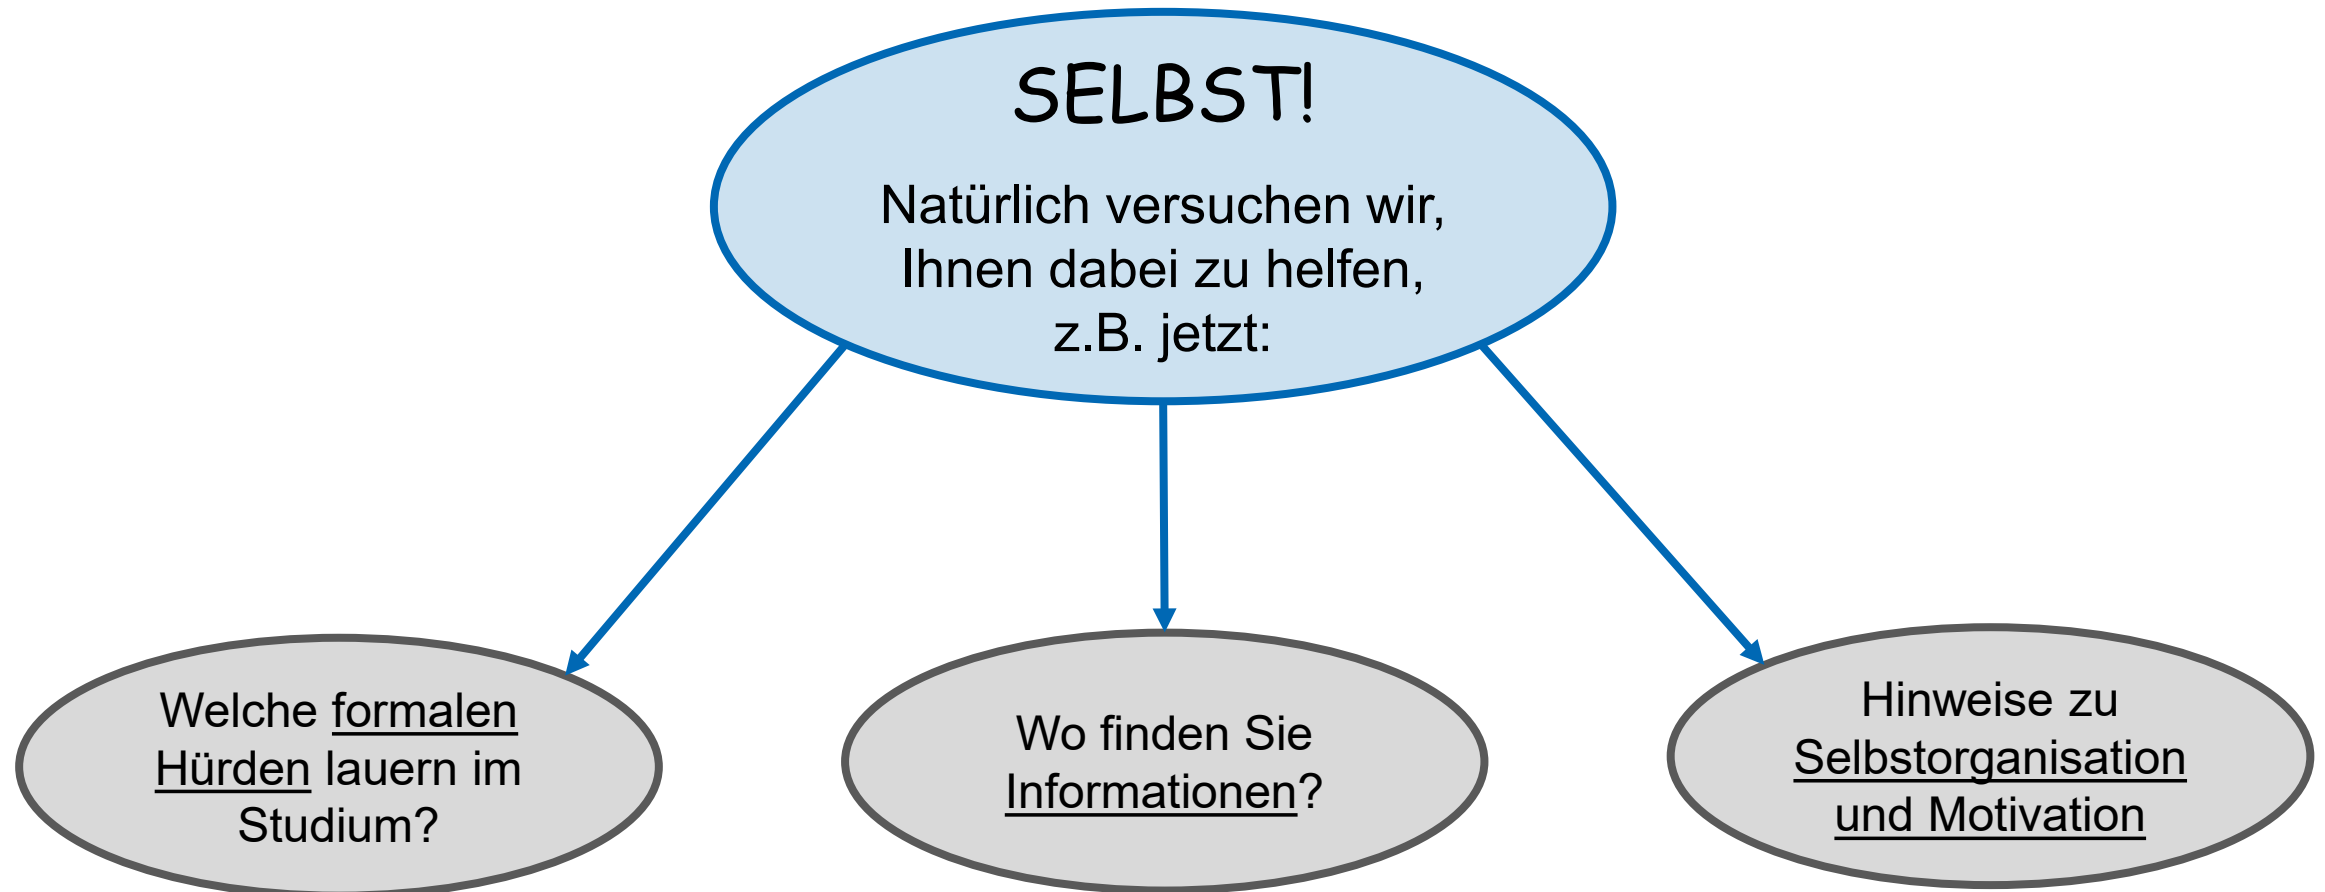 SELBST!
Natürlich versuchen wir,
Ihnen dabei zu helfen,
z.B. jetzt:
Welche formalen
Hürden lauern im
Studium?
Wo finden Sie
Informationen?
Hinweise zu
Selbstorganisation
und Motivation